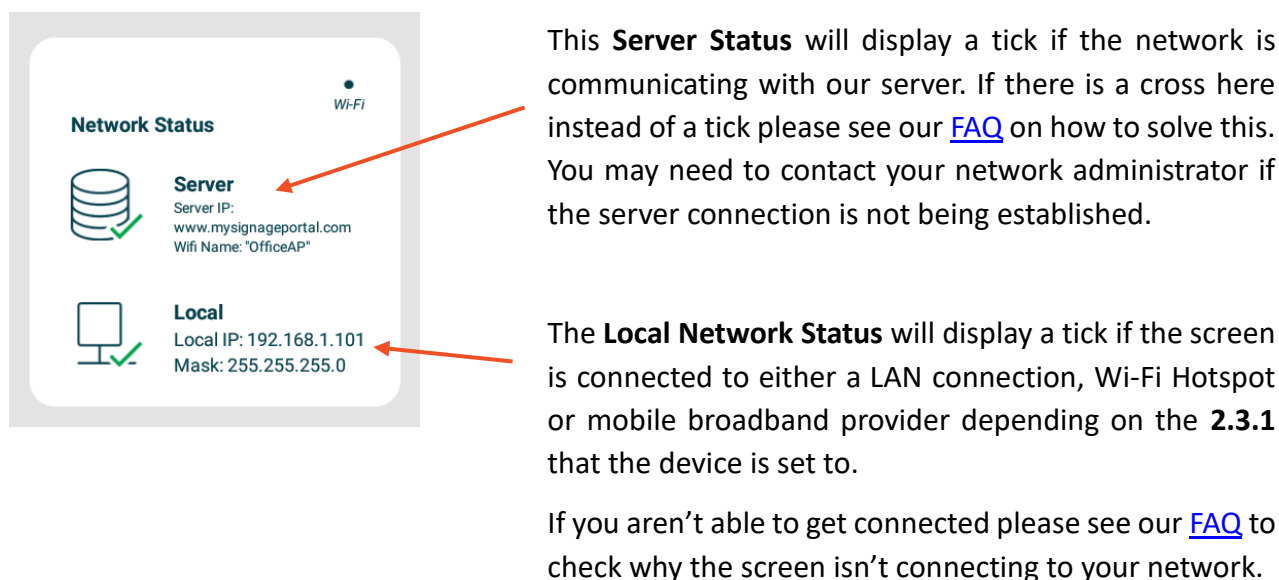 Wi-Fi
Network Status
Server
Server IP:
www.mysignageportal.com
Wifi Name: "OfficeAP"
Local
Local IP: 192.168.1.101
Mask: 255.255.255.0
This Server Status will display a tick if the network is
communicating with our server. If there is a cross here
instead of a tick please see our FAQ on how to solve this.
You may need to contact your network administrator if
the server connection is not being established.
The Local Network Status will display a tick if the screen
is connected to either a LAN connection, Wi-Fi Hotspot
or mobile broadband provider depending on the 2.3.1
that the device is set to.
If you aren’t able to get connected please see our FAQ to
check why the screen isn’t connecting to your network.